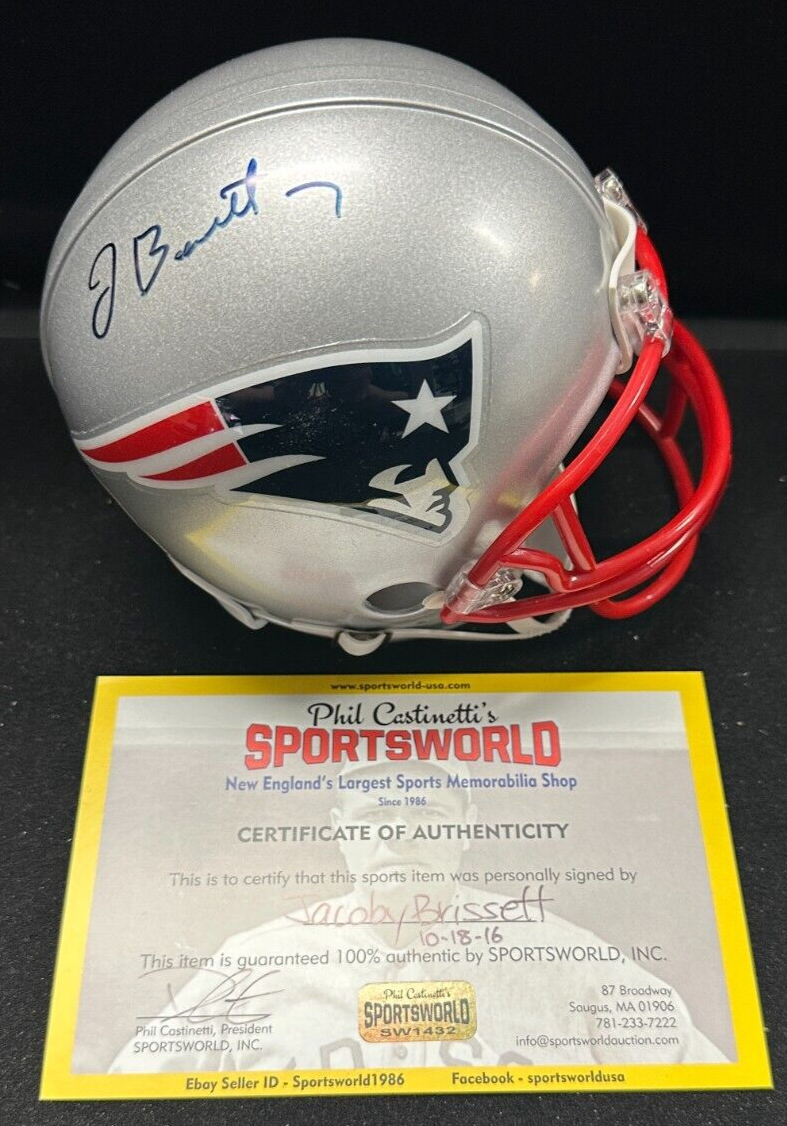 J Brissett 7
www.sportsworld-usa.com
Phil Castinetti's
SPORTSWORLD
New England's Largest Sports Memorabilia Shop
Since 1986
CERTIFICATE OF AUTHENTICITY
This is to certify that this sports item was personally signed by
Jacoby Brissett
10-18-16
This item is guaranteed 100% authentic by SPORTSWORLD, INC.
Phil Castinetti, President
SPORTSWORLD, INC.
Phil Castinetti's
SPORTSWORLD
SW1432
87 Broadway
Saugus, MA 01906
781-233-7222
info@sportsworldauction.com
Ebay Seller ID - Sportsworld1986
Facebook - sportsworldusa